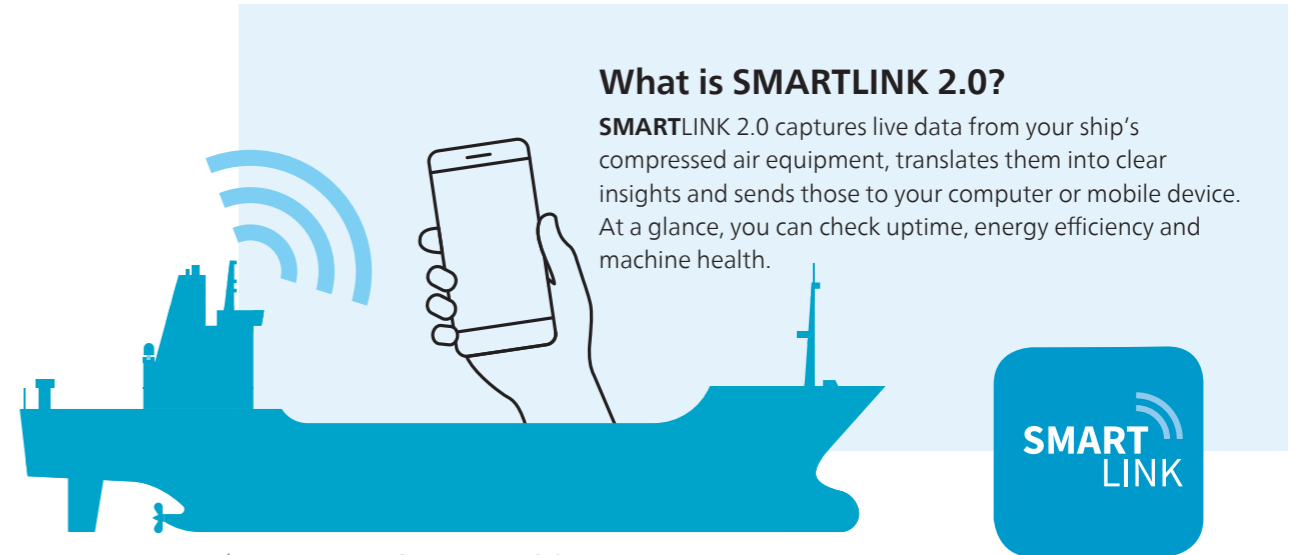 What is SMARTLINK 2.0?
SMARTLINK 2.0 captures live data from your ship's
compressed air equipment, translates them into clear
insights and sends those to your computer or mobile device.
At a glance, you can check uptime, energy efficiency and
machine health.
SMART
LINK